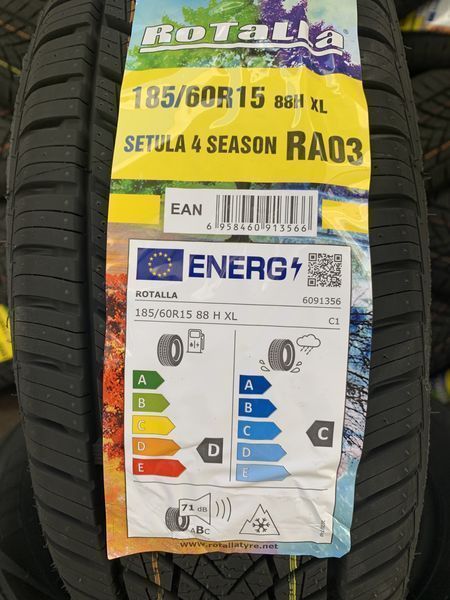 RoTaLLa
185/60R15 88H XL
SETULA 4 SEASON RA03
EAN
6 958460 913566
ENERG
ROTALLA 6091356
185/60R15 88 H XL C1
A A
B B
C C C
D D D
E E
71 dB
ABC
www.rotallatyre.net